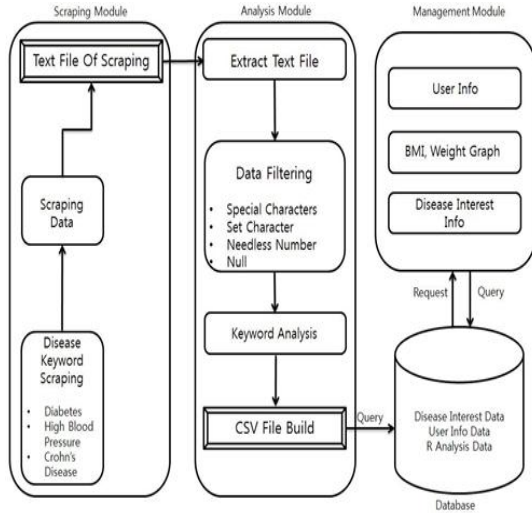 Scraping Module
Text File Of Scraping
Scraping
Data
Disease
Keyword
Scraping
• Diabetes
• High Blood
Pressure
• Crohn's
Disease
Analysis Module
Extract Text File
Data Filtering
• Special Characters
• Set Character
• Needless Number
• Null
Keyword Analysis
CSV File Build
Query
Management Module
User Info
BMI, Weight Graph
Disease Interest
Info
Request
Query
Disease Interest Data
User Info Data
R Analysis Data
Database